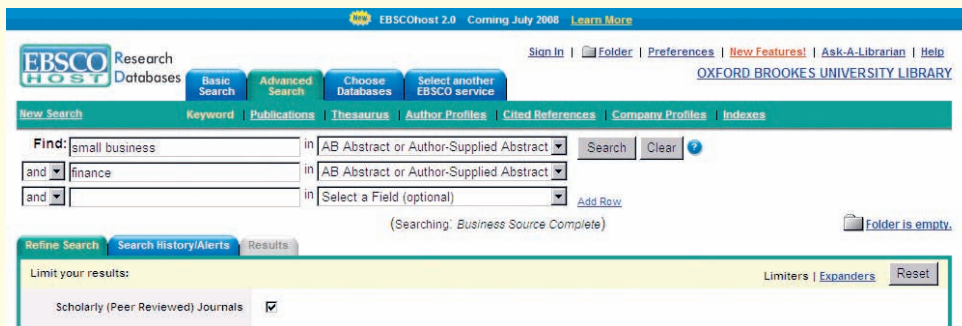 New EBSCOhost 2.0 Coming July 2008 Learn More
Sign In | Folder | Preferences | New Features! | Ask-A-Librarian | Help
EBSCO HOST Research Databases
OXFORD BROOKES UNIVERSITY LIBRARY
Basic Search Advanced Search Choose Databases Select another EBSCO service
New Search Keyword | Publications | Thesaurus | Author Profiles | Cited References | Company Profiles | Indexes
Find: small business in AB Abstract or Author-Supplied Abstract Search Clear ?
and finance in AB Abstract or Author-Supplied Abstract
and in Select a Field (optional) Add Row
(Searching: Business Source Complete) Folder is empty.
Refine Search Search History/Alerts Results
Limit your results: Limiters | Expanders Reset
Scholarly (Peer Reviewed) Journals